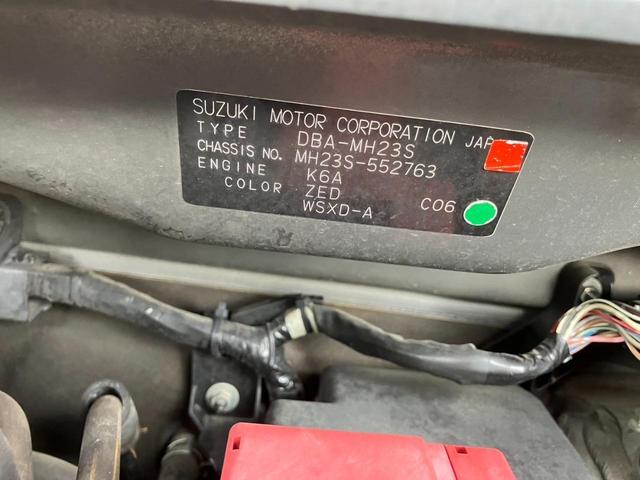 SUZUKI MOTOR CORPORATION JAP
TYPE DBA-MH23S
CHASSIS NO. MH23S-552763
ENGINE K6A
COLOR ZED C06
WSXD-A